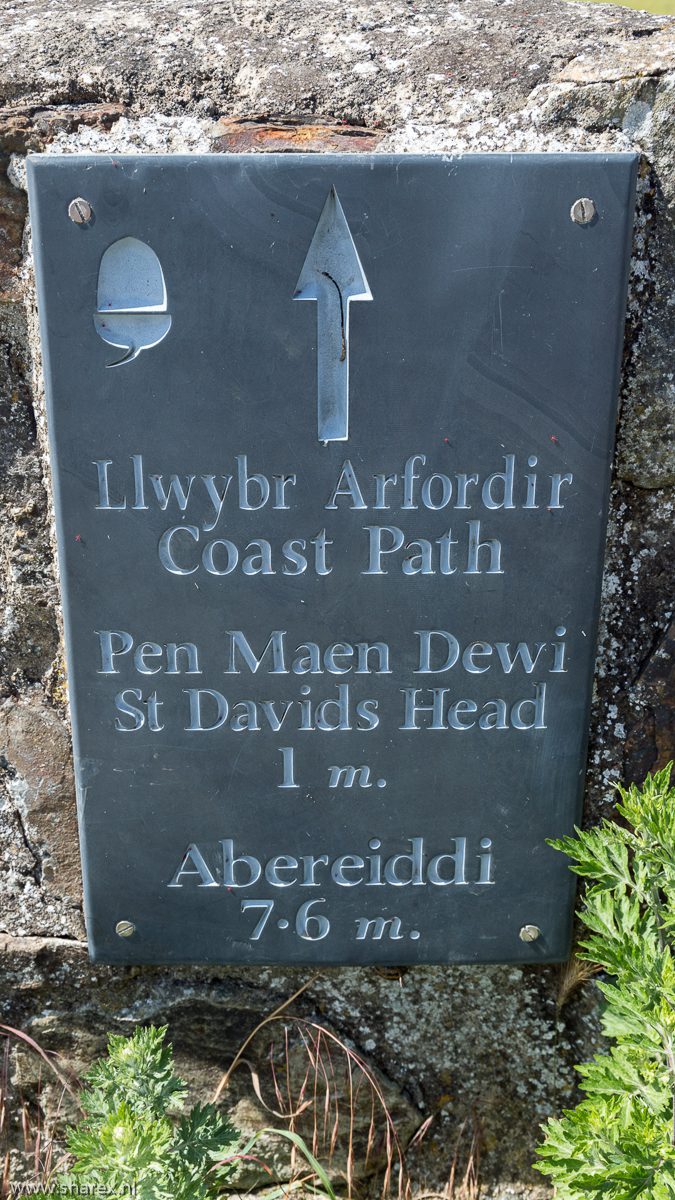 Llwybr Arfordir
Coast Path
Pen Maen Dewi
St Davids Head
1 m.
Abereiddi
7·6 m.
www.sharex.nl